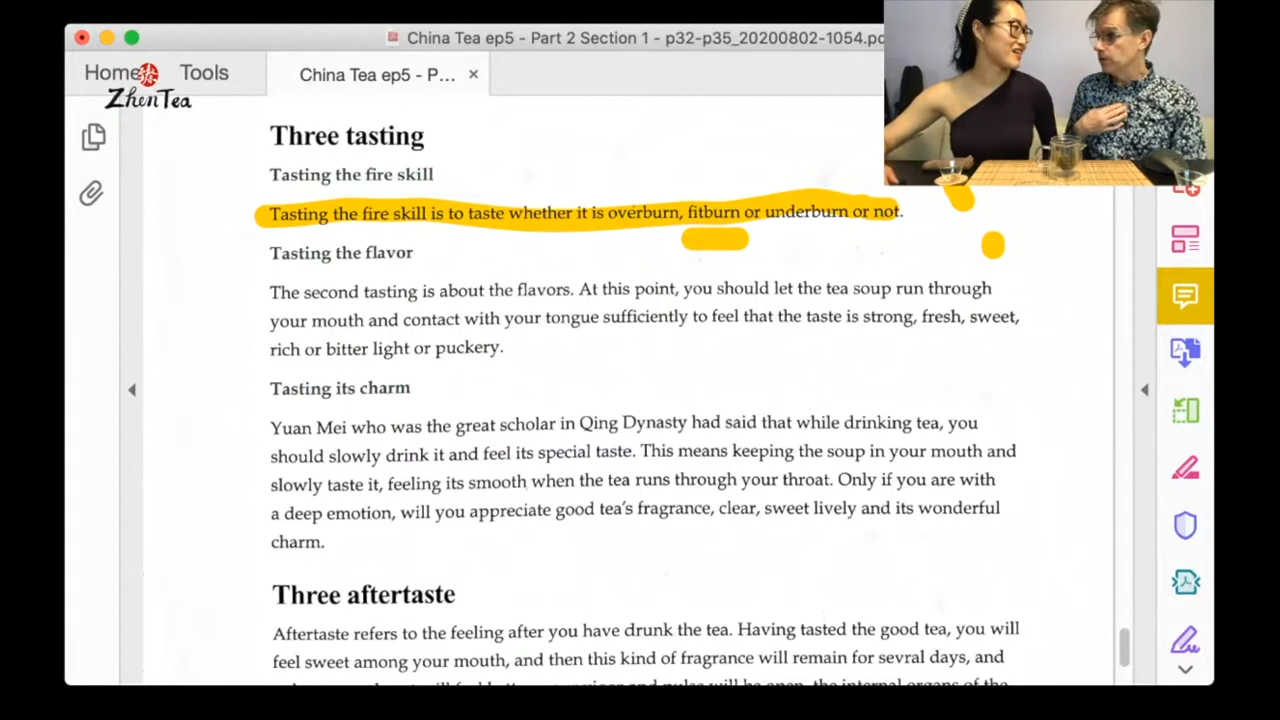 China Tea ep5 - Part 2 Section 1 - p32-p35_20200802-1054.pc
Home Tools China Tea ep5 - P... ×
臻
ZhenTea
Three tasting
Tasting the fire skill
Tasting the fire skill is to taste whether it is overburn, fitburn or underburn or not.
Tasting the flavor
The second tasting is about the flavors. At this point, you should let the tea soup run through
your mouth and contact with your tongue sufficiently to feel that the taste is strong, fresh, sweet,
rich or bitter light or puckery.
Tasting its charm
Yuan Mei who was the great scholar in Qing Dynasty had said that while drinking tea, you
should slowly drink it and feel its special taste. This means keeping the soup in your mouth and
slowly taste it, feeling its smooth when the tea runs through your throat. Only if you are with
a deep emotion, will you appreciate good tea's fragrance, clear, sweet lively and its wonderful
charm.
Three aftertaste
Aftertaste refers to the feeling after you have drunk the tea. Having tasted the good tea, you will
feel sweet among your mouth, and then this kind of fragrance will remain for sevral days, and